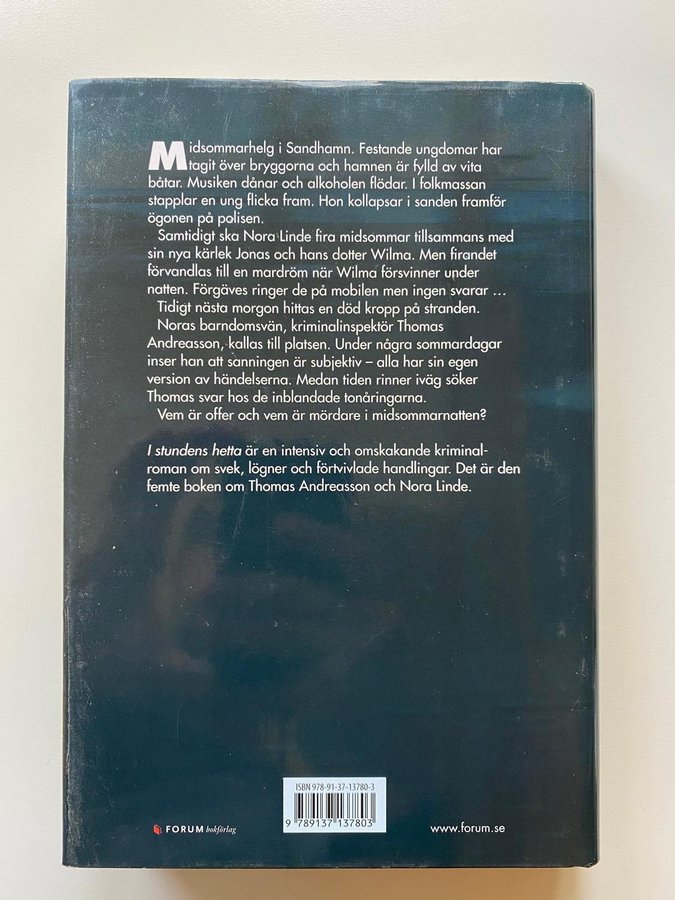 Midsommarhelg i Sandhamn. Festande ungdomar har
tagit över bryggorna och hamnen är fylld av vita
båtar. Musiken dånar och alkoholen flödar. I folkmassan
stapplar en ung flicka fram. Hon kollapsar i sanden framför
ögonen på polisen.
Samtidigt ska Nora Linde fira midsommar tillsammans med
sin nya kärlek Jonas och hans dotter Wilma. Men firandet
förvandlas till en mardröm när Wilma försvinner under
natten. Förgäves ringer de på mobilen men ingen svarar ...
Tidigt nästa morgon hittas en död kropp på stranden.
Noras barndomsvän, kriminalinspektör Thomas
Andreasson, kallas till platsen. Under några sommardagar
inser han att sanningen är subjektiv – alla har sin egen
version av händelserna. Medan tiden rinner iväg söker
Thomas svar hos de inblandade tonåringarna.
Vem är offer och vem är mördare i midsommarnatten?
I stundens hetta är en intensiv och omskakande kriminal-
roman om svek, lögner och förtvivlade handlingar. Det är den
femte boken om Thomas Andreasson och Nora Linde.
ISBN 978-91-37-13780-3
9 789137 137803
FORUM bokförlag
www.forum.se